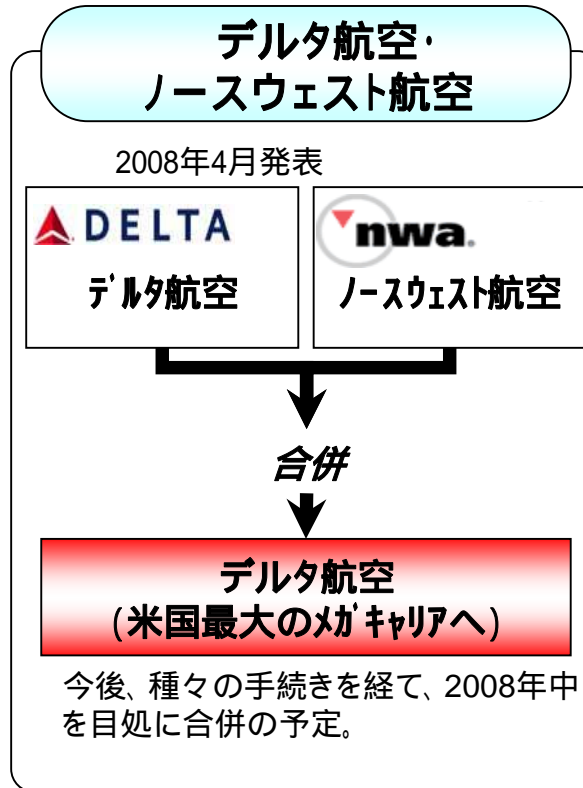 デルタ航空・
ノースウェスト航空
2008年4月発表
DELTA
nwa.
ﾃﾞﾙﾀ航空
ﾉｰｽｳｪｽﾄ航空
合併
デルタ航空
(米国最大のﾒｶﾞｷｬﾘｱへ)
今後、種々の手続きを経て、2008年中
を目処に合併の予定。